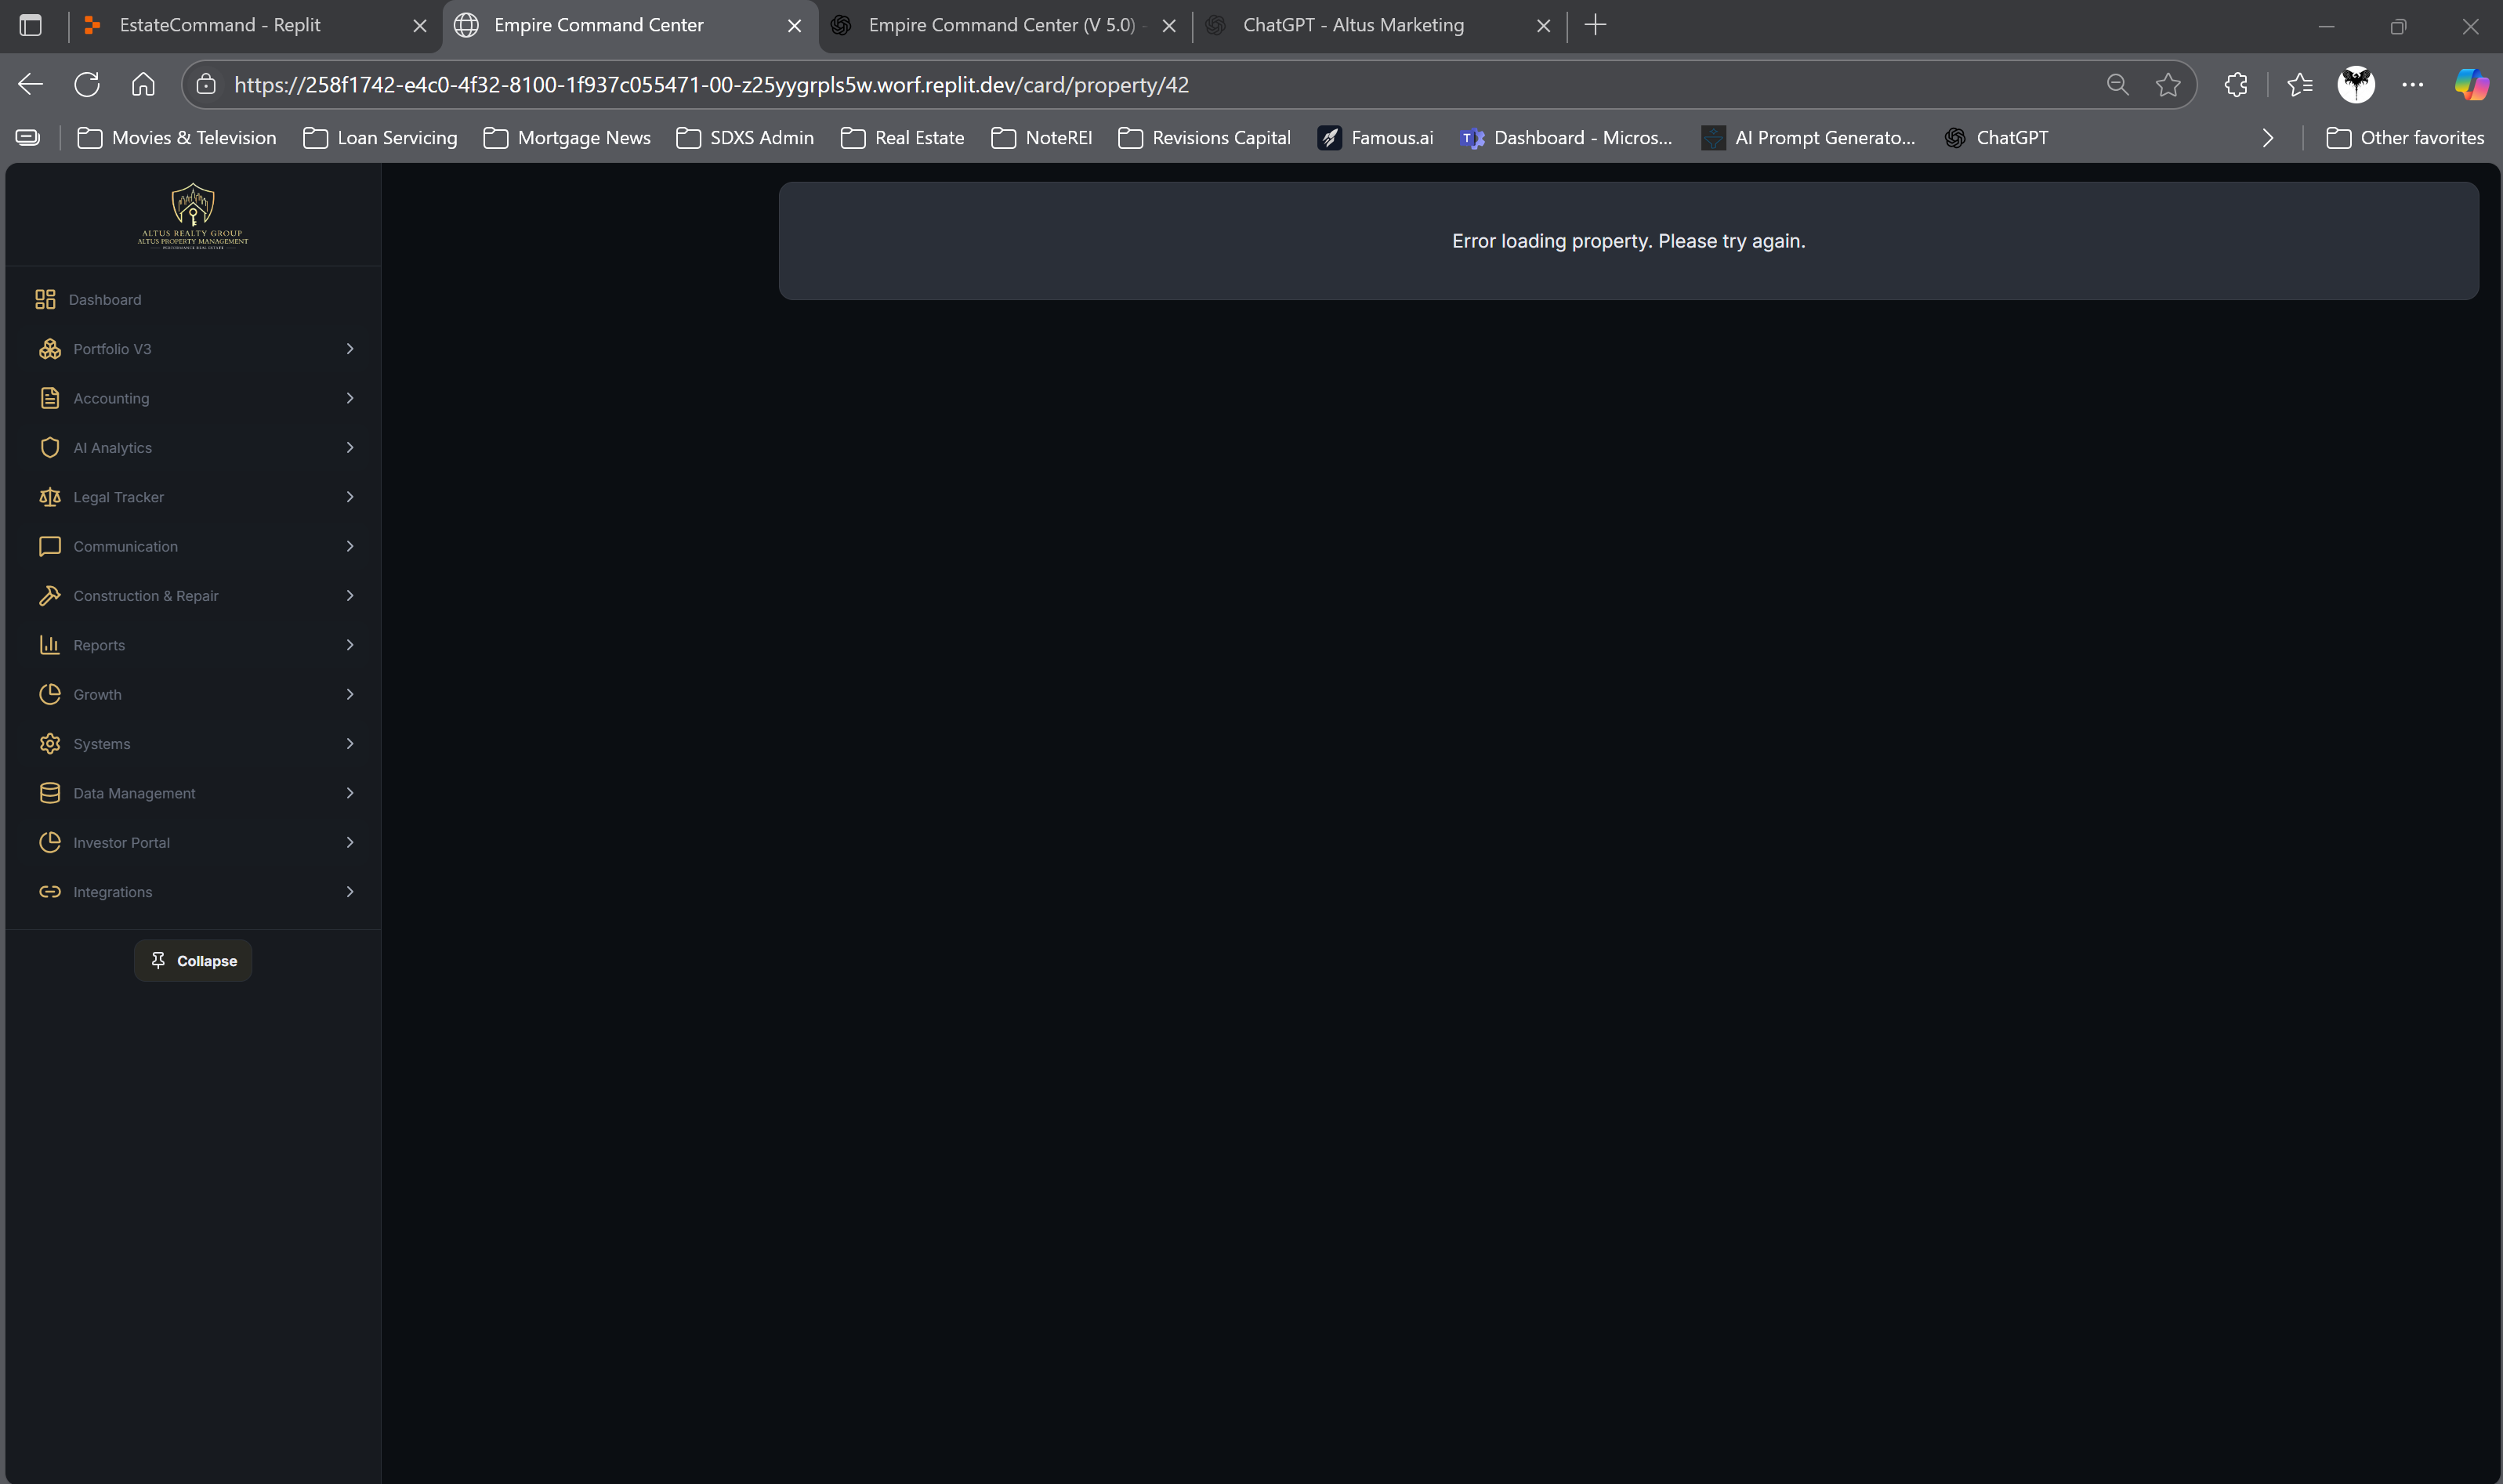 EstateCommand - Replit
Empire Command Center
Empire Command Center (V 5.0) -
ChatGPT - Altus Marketing
https://258f1742-e4c0-4f32-8100-1f937c055471-00-z25yygrpls5w.worf.replit.dev/card/property/42
Movies & Television
Loan Servicing
Mortgage News
SDXS Admin
Real Estate
NoteREI
Revisions Capital
Famous.ai
Dashboard - Micros...
AI Prompt Generato...
ChatGPT
Other favorites
ALTUS REALTY GROUP
ALTUS PROPERTY MANAGEMENT
Error loading property. Please try again.
Dashboard
Portfolio V3
Accounting
AI Analytics
Legal Tracker
Communication
Construction & Repair
Reports
Growth
Systems
Data Management
Investor Portal
Integrations
Collapse